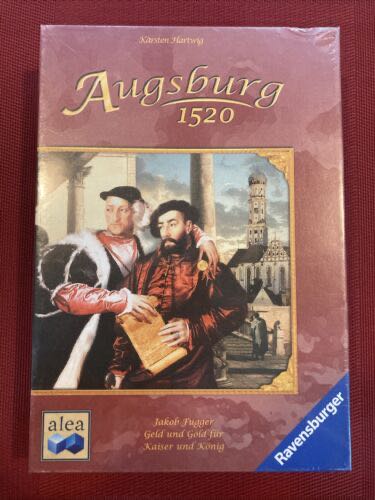 Karsten Hartwig
Augsburg
1520
Jakob Fugger
Geld und Gold für
Kaiser und König
alea
Ravensburger